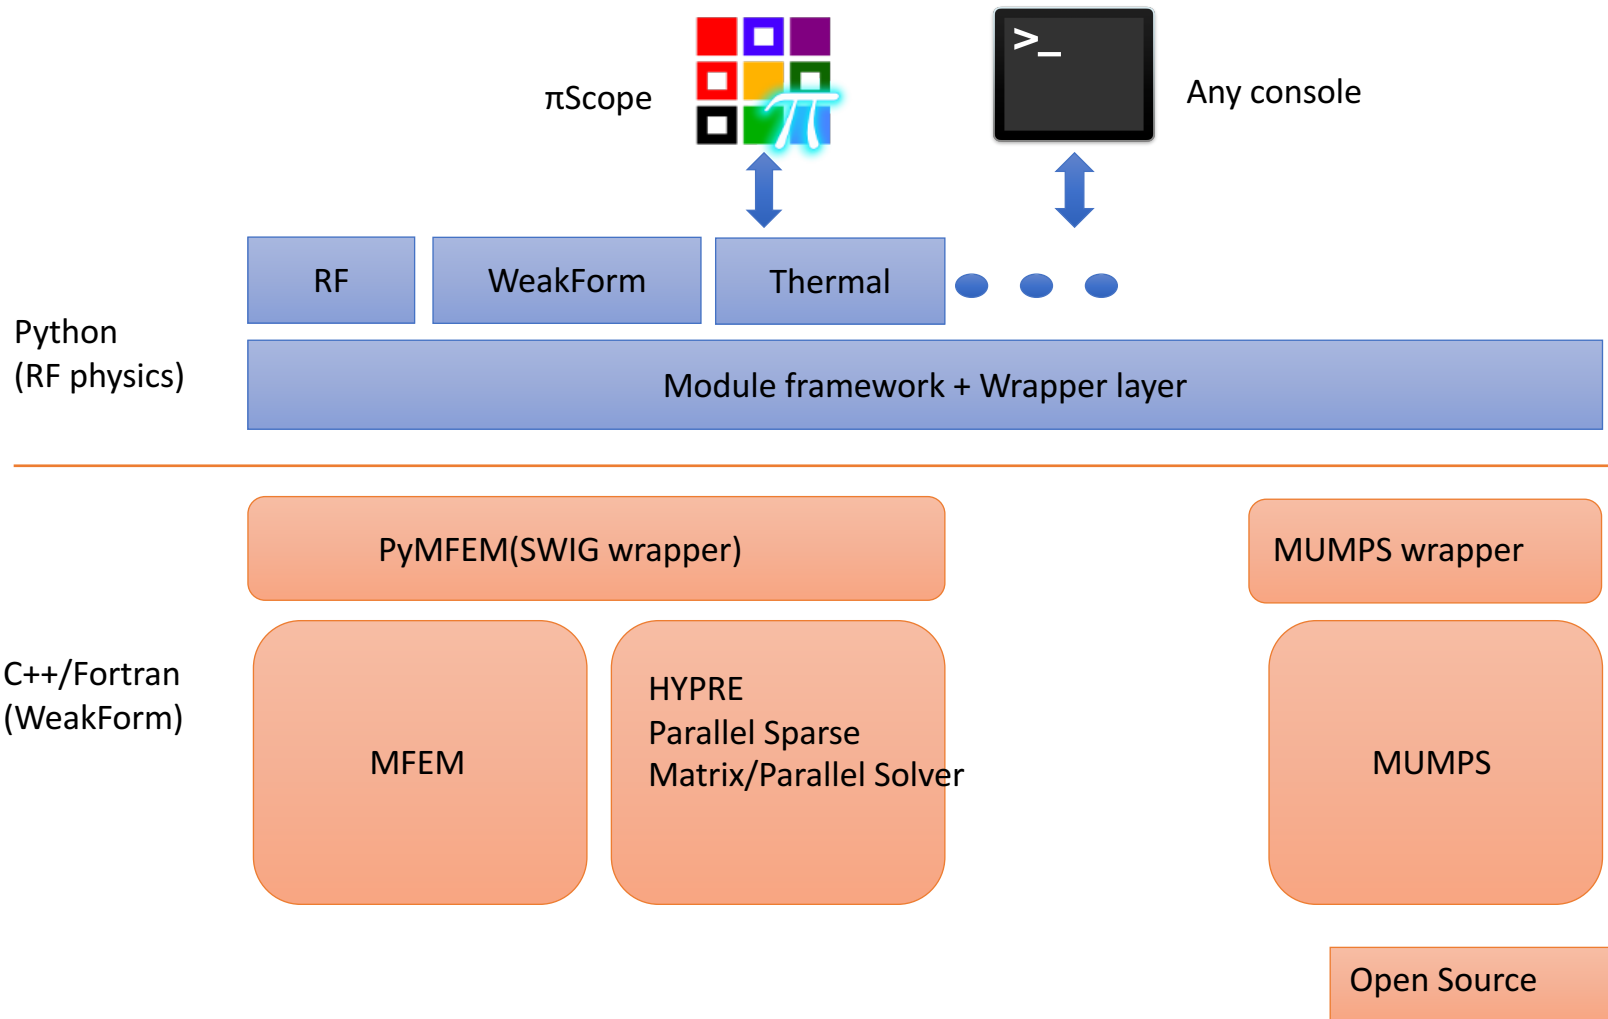 πScope
π
>_
Any console
RF
WeakForm
Thermal
Python
(RF physics)
Module framework + Wrapper layer
PyMFEM(SWIG wrapper)
MUMPS wrapper
C++/Fortran
(WeakForm)
MFEM
HYPRE
Parallel Sparse
Matrix/Parallel Solver
MUMPS
Open Source